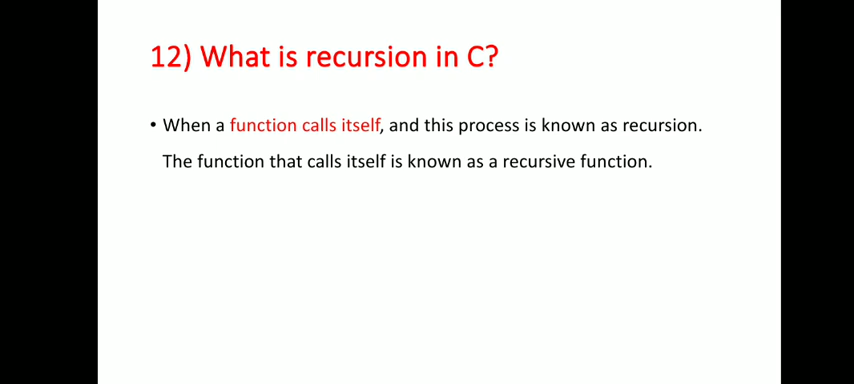 12) What is recursion in C?
• When a function calls itself, and this process is known as recursion.
The function that calls itself is known as a recursive function.